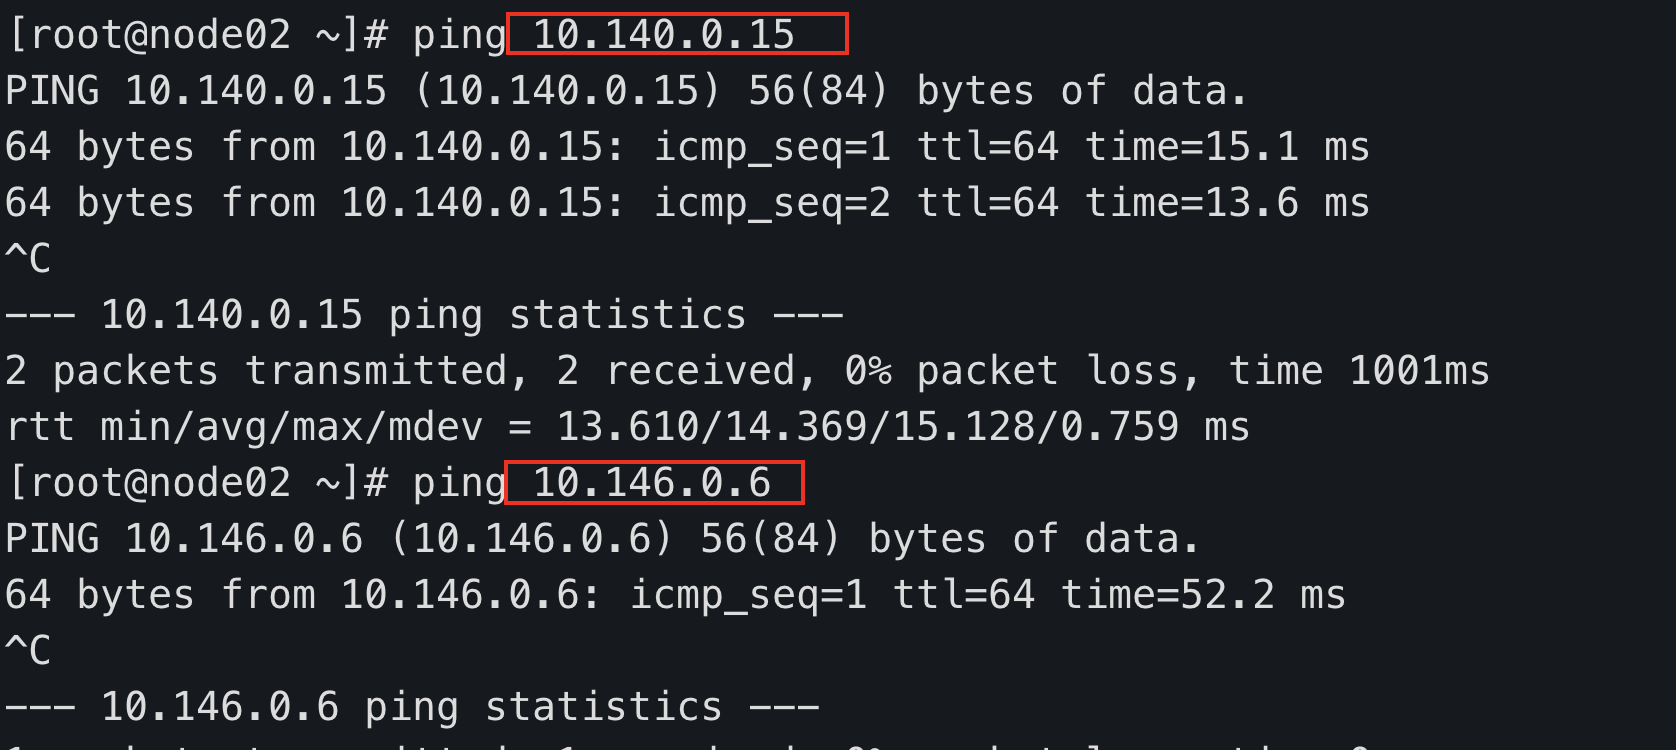 [root@node02 ~]# ping 10.140.0.15
PING 10.140.0.15 (10.140.0.15) 56(84) bytes of data.
64 bytes from 10.140.0.15: icmp_seq=1 ttl=64 time=15.1 ms
64 bytes from 10.140.0.15: icmp_seq=2 ttl=64 time=13.6 ms
^C
--- 10.140.0.15 ping statistics ---
2 packets transmitted, 2 received, 0% packet loss, time 1001ms
rtt min/avg/max/mdev = 13.610/14.369/15.128/0.759 ms
[root@node02 ~]# ping 10.146.0.6
PING 10.146.0.6 (10.146.0.6) 56(84) bytes of data.
64 bytes from 10.146.0.6: icmp_seq=1 ttl=64 time=52.2 ms
^C
--- 10.146.0.6 ping statistics ---